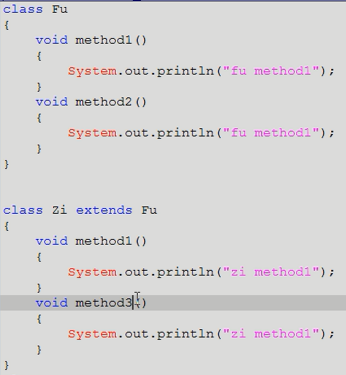 class Fu
{
    void method1()
    {
        System.out.println("fu method1");
    }
    void method2()
    {
        System.out.println("fu method1");
    }
}
class Zi extends Fu
{
    void method1()
    {
        System.out.println("zi method1");
    }
    void method3()
    {
        System.out.println("zi method1");
    }
}